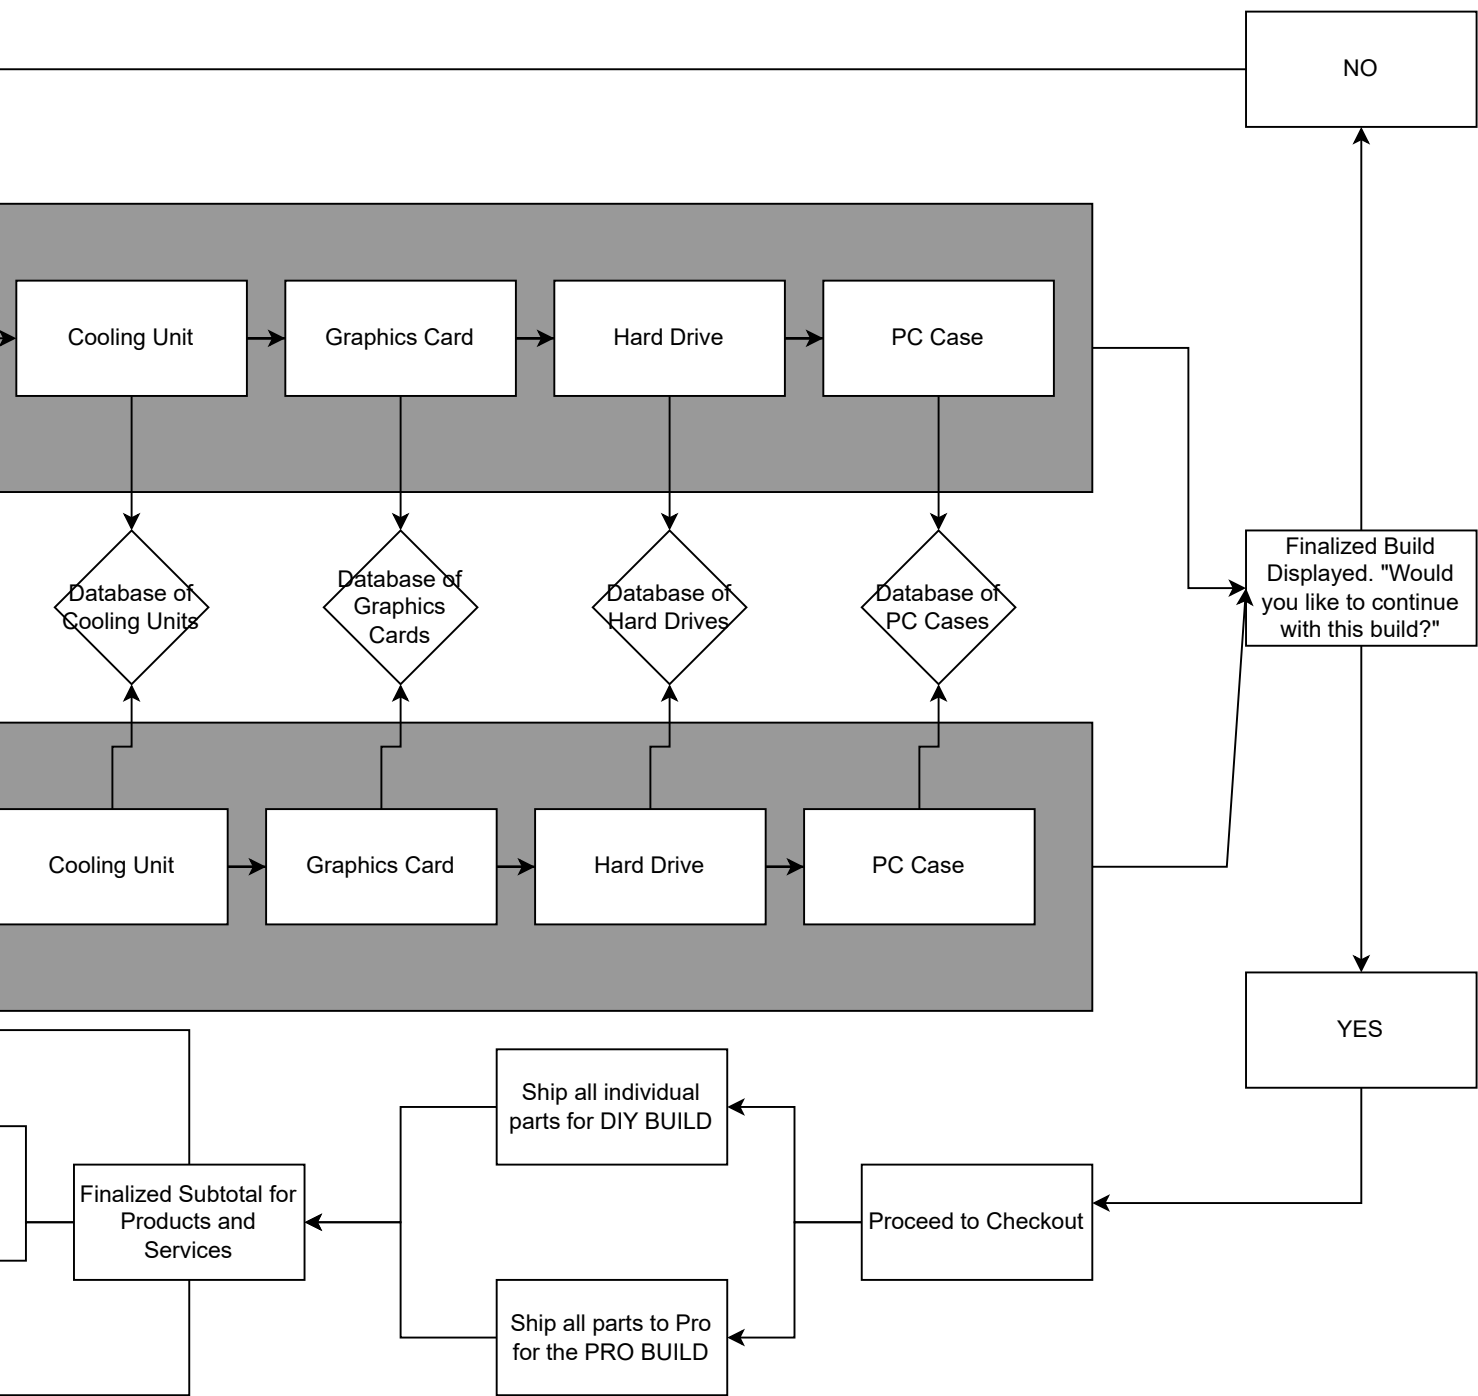 NO
Cooling Unit
Graphics Card
Hard Drive
PC Case
Database of
Cooling Units
Database of
Graphics
Cards
Database of
Hard Drives
Database of
PC Cases
Finalized Build
Displayed. "Would
you like to continue
with this build?"
Cooling Unit
Graphics Card
Hard Drive
PC Case
YES
Ship all individual
parts for DIY BUILD
Finalized Subtotal for
Products and
Services
Proceed to Checkout
Ship all parts to Pro
for the PRO BUILD